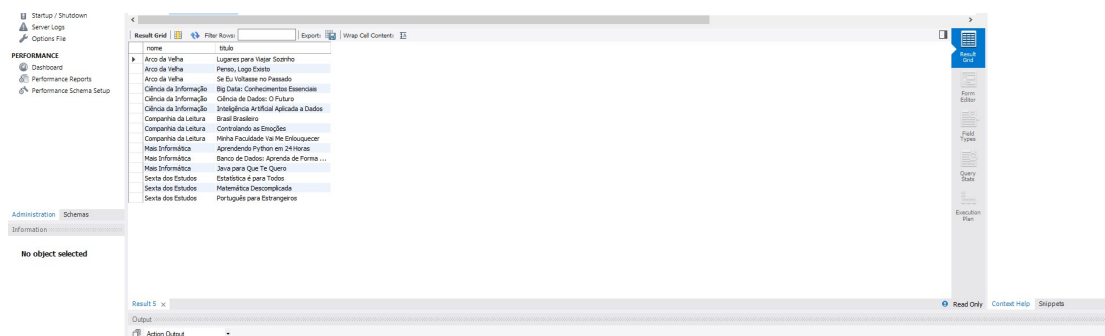 Startup / Shutdown
Server Logs
Options File
PERFORMANCE
Dashboard
Performance Reports
Performance Schema Setup
Administration Schemas
Information
No object selected
Result Grid Filter Rows: Export: Wrap Cell Content:
nome titulo
Arco da Velha Lugares para Viajar Sozinho
Arco da Velha Penso, Logo Existo
Arco da Velha Se Eu Voltasse no Passado
Ciência da Informação Big Data: Conhecimentos Essenciais
Ciência da Informação Ciência de Dados: O Futuro
Ciência da Informação Inteligência Artificial Aplicada a Dados
Companhia da Leitura Brasil Brasileiro
Companhia da Leitura Controlando as Emoções
Companhia da Leitura Minha Faculdade Vai Me Enlouquecer
Mais Informática Aprendendo Python em 24 Horas
Mais Informática Banco de Dados: Aprenda de Forma ...
Mais Informática Java para Que Te Quero
Sexta dos Estudos Estatística é para Todos
Sexta dos Estudos Matemática Descomplicada
Sexta dos Estudos Português para Estrangeiros
Result
Grid
Form
Editor
Field
Types
Query
Stats
Execution
Plan
Result 5 Read Only Context Help Snippets
Output
Action Output